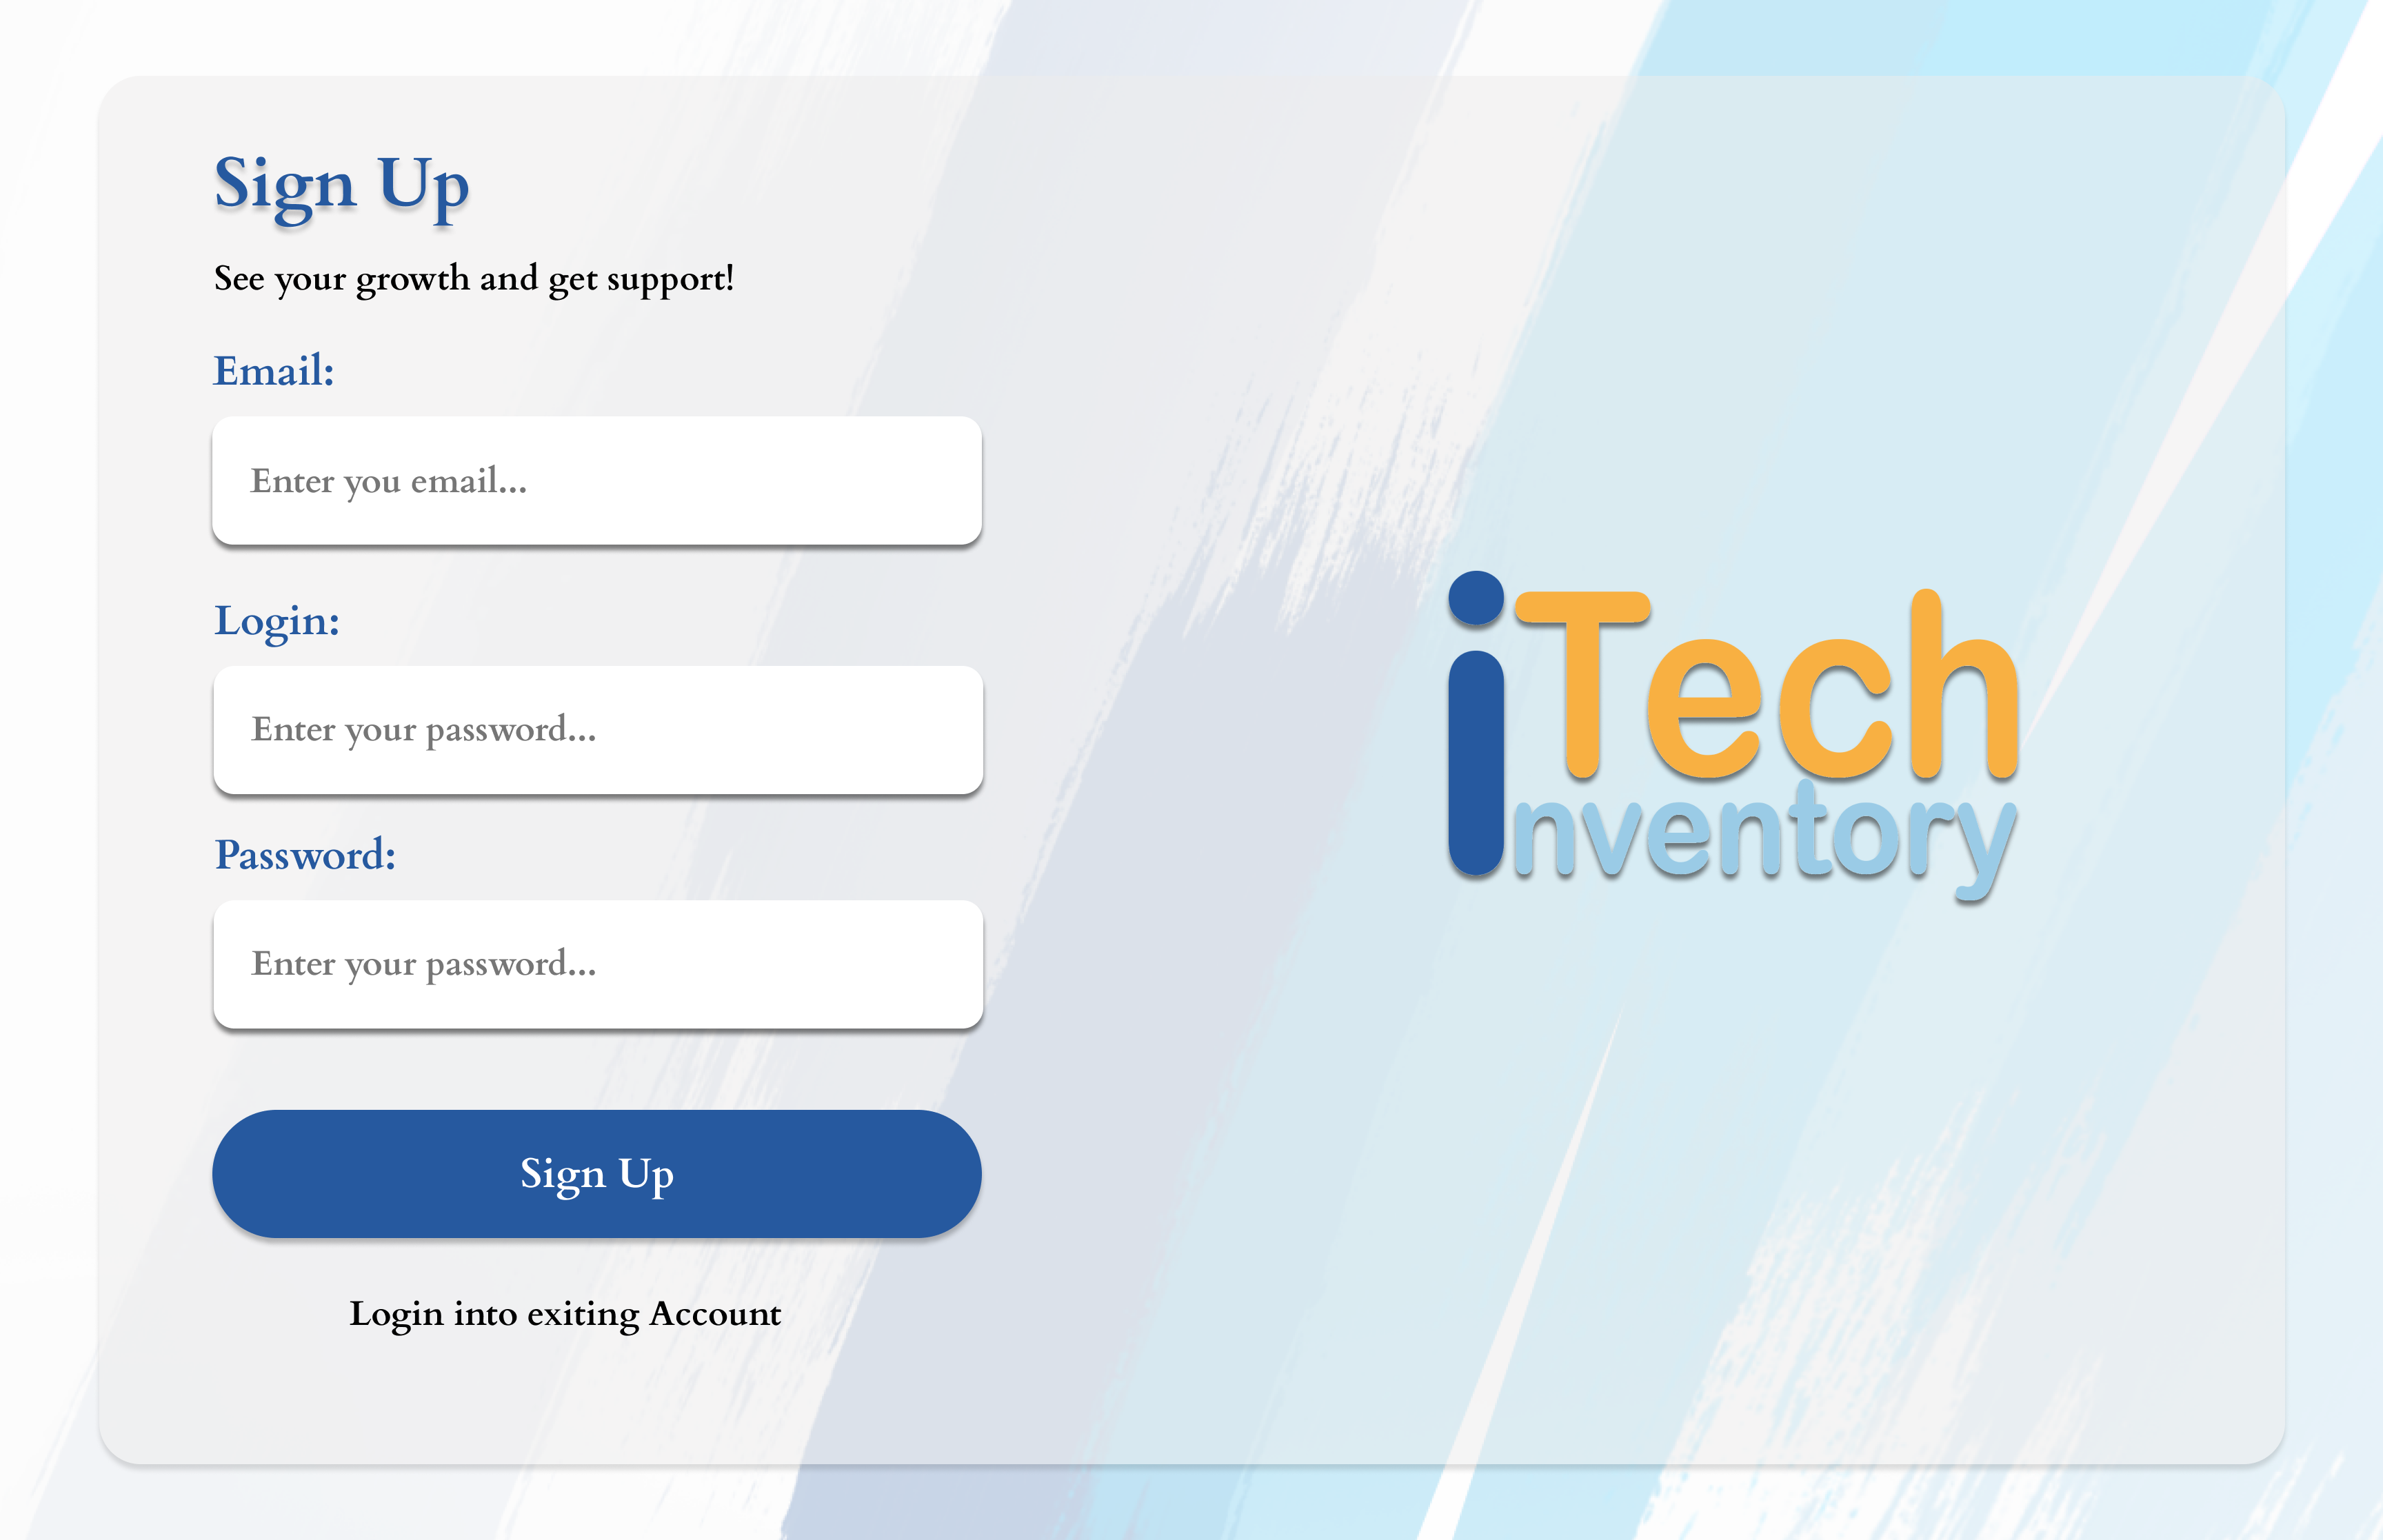 Sign Up
See your growth and get support!
Email:
Enter you email...
Login:
Enter your password...
Password:
Enter your password...
Sign Up
Login into exiting Account
iTech
inventory